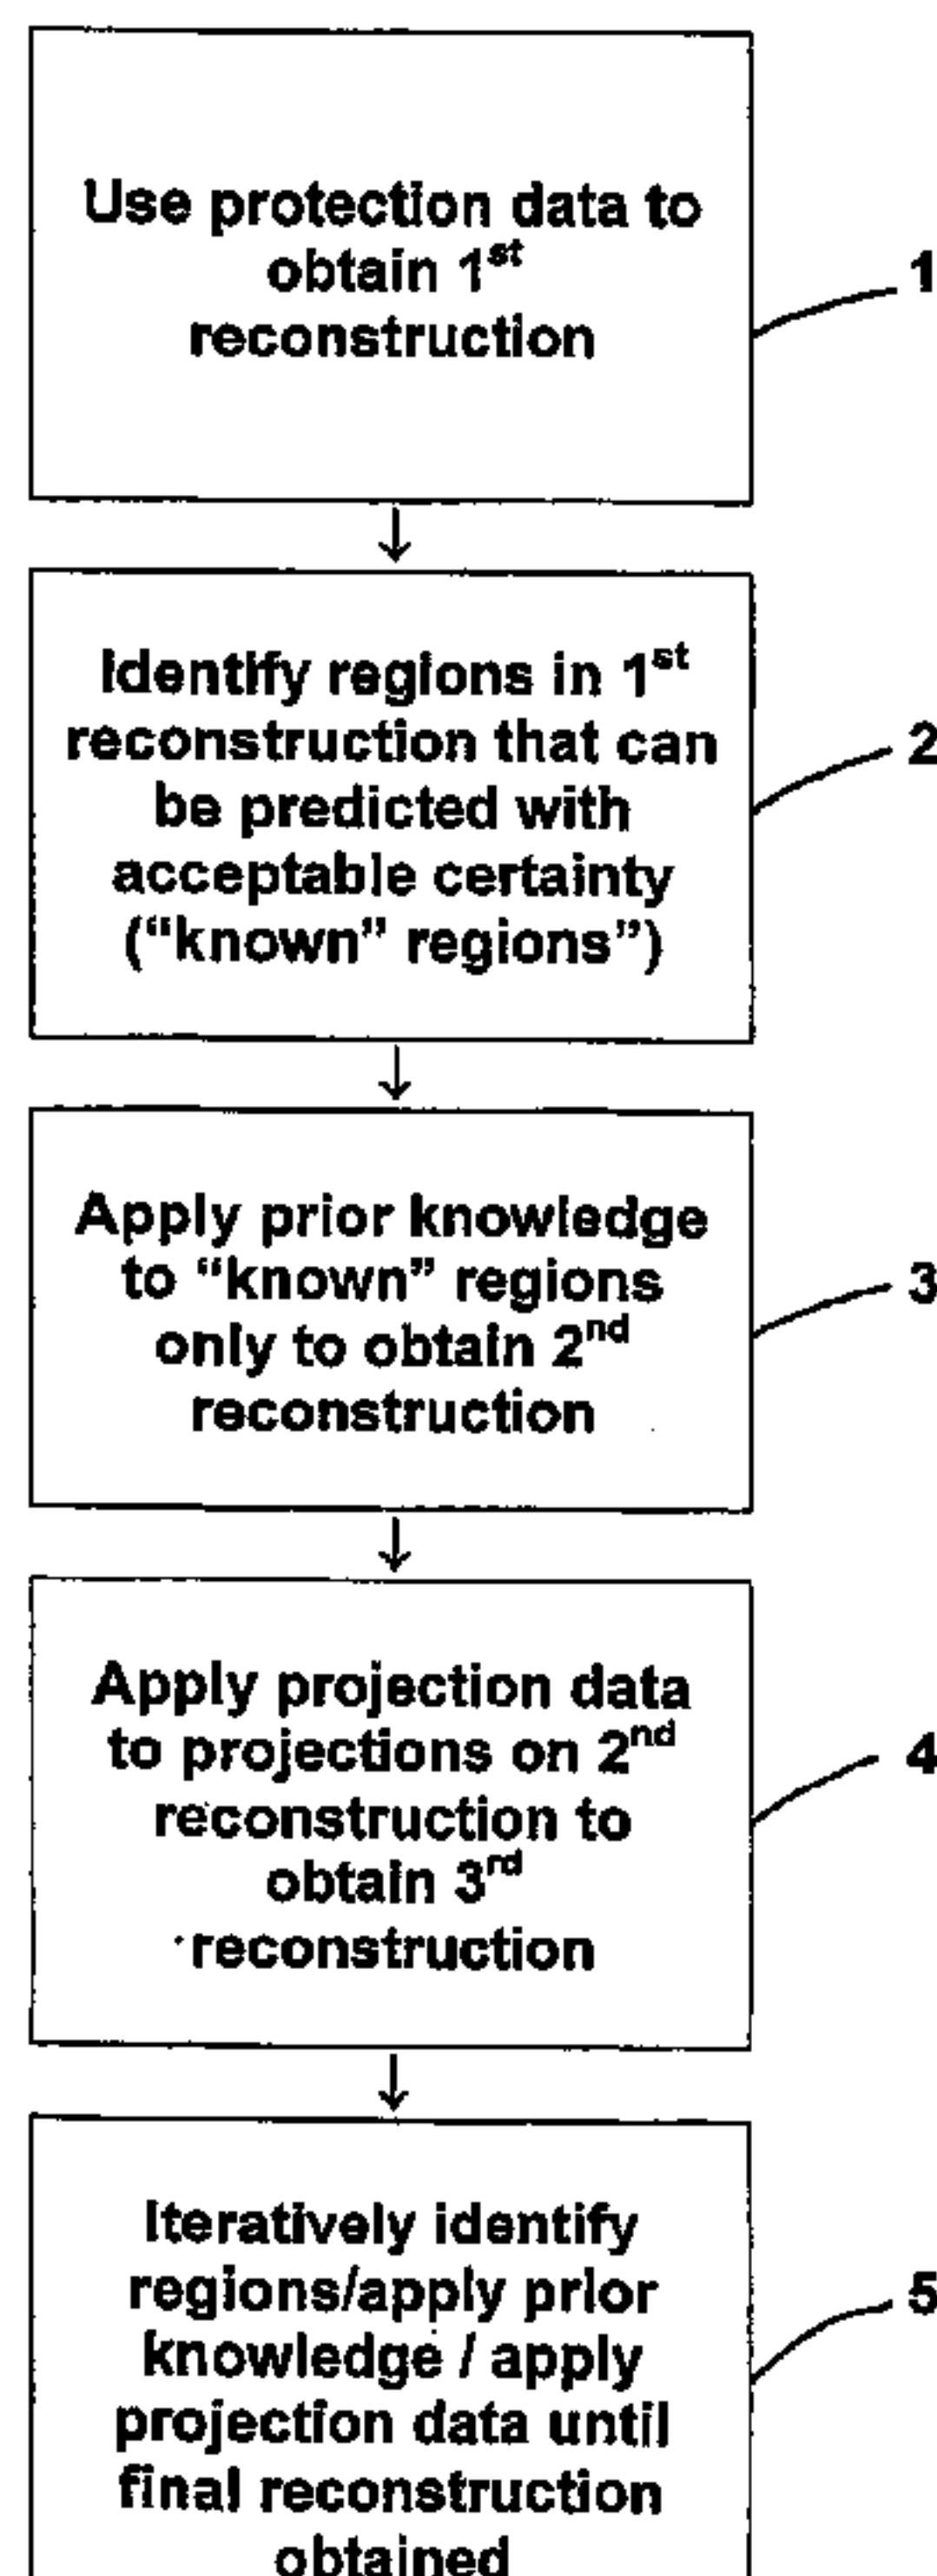 Use protection data to
obtain 1st
reconstruction
1
Identify regions in 1st
reconstruction that can
be predicted with
acceptable certainty
(“known” regions”)
2
Apply prior knowledge
to “known” regions
only to obtain 2nd
reconstruction
3
Apply projection data
to projections on 2nd
reconstruction to
obtain 3rd
reconstruction
4
Iteratively identify
regions/apply prior
knowledge / apply
projection data until
final reconstruction
obtained
5